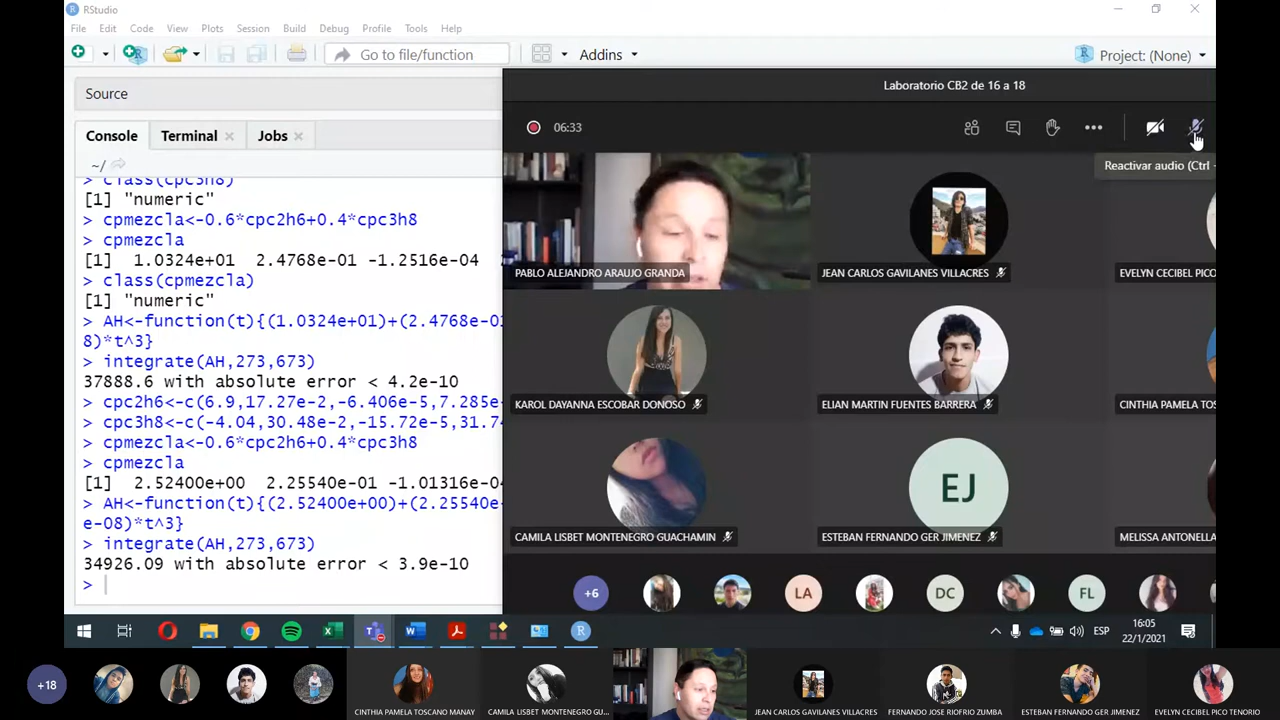 RStudio
File Edit Code View Plots Session Build Debug Profile Tools Help
Go to file/function
Addins
Project: (None)
Source
Console Terminal Jobs
~/
> class(cpc3h8)
[1] "numeric"
> cpmezcla<-0.6*cpc2h6+0.4*cpc3h8
> cpmezcla
[1] 1.0324e+01 2.4768e-01 -1.2516e-04
> class(cpmezcla)
[1] "numeric"
> AH<-function(t){(1.0324e+01)+(2.4768e-01
8)*t^3}
> integrate(AH,273,673)
37888.6 with absolute error < 4.2e-10
> cpc2h6<-c(6.9,17.27e-2,-6.406e-5,7.285e-
> cpc3h8<-c(-4.04,30.48e-2,-15.72e-5,31.74
> cpmezcla<-0.6*cpc2h6+0.4*cpc3h8
> cpmezcla
[1] 2.52400e+00 2.25540e-01 -1.01316e-04
> AH<-function(t){(2.52400e+00)+(2.25540e-
e-08)*t^3}
> integrate(AH,273,673)
34926.09 with absolute error < 3.9e-10
>
Laboratorio CB2 de 16 a 18
06:33
Reactivar audio (Ctrl +
PABLO ALEJANDRO ARAUJO GRANDA
JEAN CARLOS GAVILANES VILLACRES
EVELYN CECIBEL PICO
KAROL DAYANNA ESCOBAR DONOSO
ELIAN MARTIN FUENTES BARRERA
CINTHIA PAMELA TOS
EJ
CAMILA LISBET MONTENEGRO GUACHAMIN
ESTEBAN FERNANDO GER JIMENEZ
MELISSA ANTONELLA
+6
LA
DC
FL
ESP
16:05
22/1/2021
+18
CINTHIA PAMELA TOSCANO MANAY
CAMILA LISBET MONTENEGRO GU...
JEAN CARLOS GAVILANES VILLACRES
FERNANDO JOSE RIOFRIO ZUMBA
ESTEBAN FERNANDO GER JIMENEZ
EVELYN CECIBEL PICO TENORIO